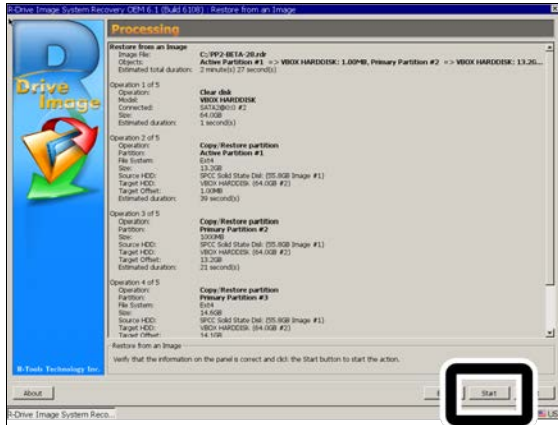 R-Drive Image System Recovery OEM 6.1 (Build 6108) : Restore from an Image
Processing
Restore from an Image
Image File: C:/PP2-BETA-20.rdr
Objects: Active Partition #1 => VBOX HARDDISK: 1.00MB, Primary Partition #2 => VBOX HARDDISK: 13.2G...
Estimated total duration: 2 minute(s) 27 second(s)
Operation 1 of 5
Operation: Clear disk
Model: VBOX HARDDISK
Connected: SATA2@0:0 #2
Size: 64.0GB
Estimated duration: 1 second(s)
Operation 2 of 5
Operation: Copy/Restore partition
Partition: Active Partition #1
File System: Ext4
Size: 13.2GB
Source HDD: SPCC Solid State Disk (55.8GB Image #1)
Target HDD: VBOX HARDDISK (64.0GB #2)
Target Offset: 1.00MB
Estimated duration: 39 second(s)
Operation 3 of 5
Operation: Copy/Restore partition
Partition: Primary Partition #2
Size: 1000MB
Source HDD: SPCC Solid State Disk (55.8GB Image #1)
Target HDD: VBOX HARDDISK (64.0GB #2)
Target Offset: 13.2GB
Estimated duration: 21 second(s)
Operation 4 of 5
Operation: Copy/Restore partition
Partition: Primary Partition #3
File System: Ext4
Size: 14.6GB
Source HDD: SPCC Solid State Disk (55.8GB Image #1)
Target HDD: VBOX HARDDISK (64.0GB #2)
Target Offset: 14.1GB
Drive
Image
R-Tools Technology Inc.
Restore from an Image
Verify that the information on the panel is correct and click the Start button to start the action.
About
Start
R-Drive Image System Reco...
US